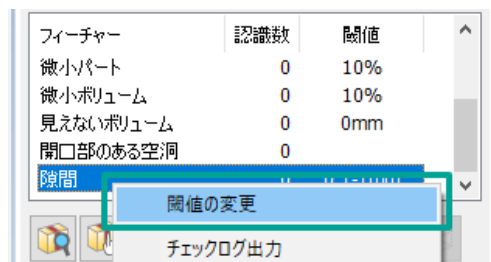 フィーチャー 認識数 閾値
微小パート 0 10%
微小ボリューム 0 10%
見えないボリューム 0 0mm
開口部のある空洞 0
隙間 0
閾値の変更
チェックログ出力